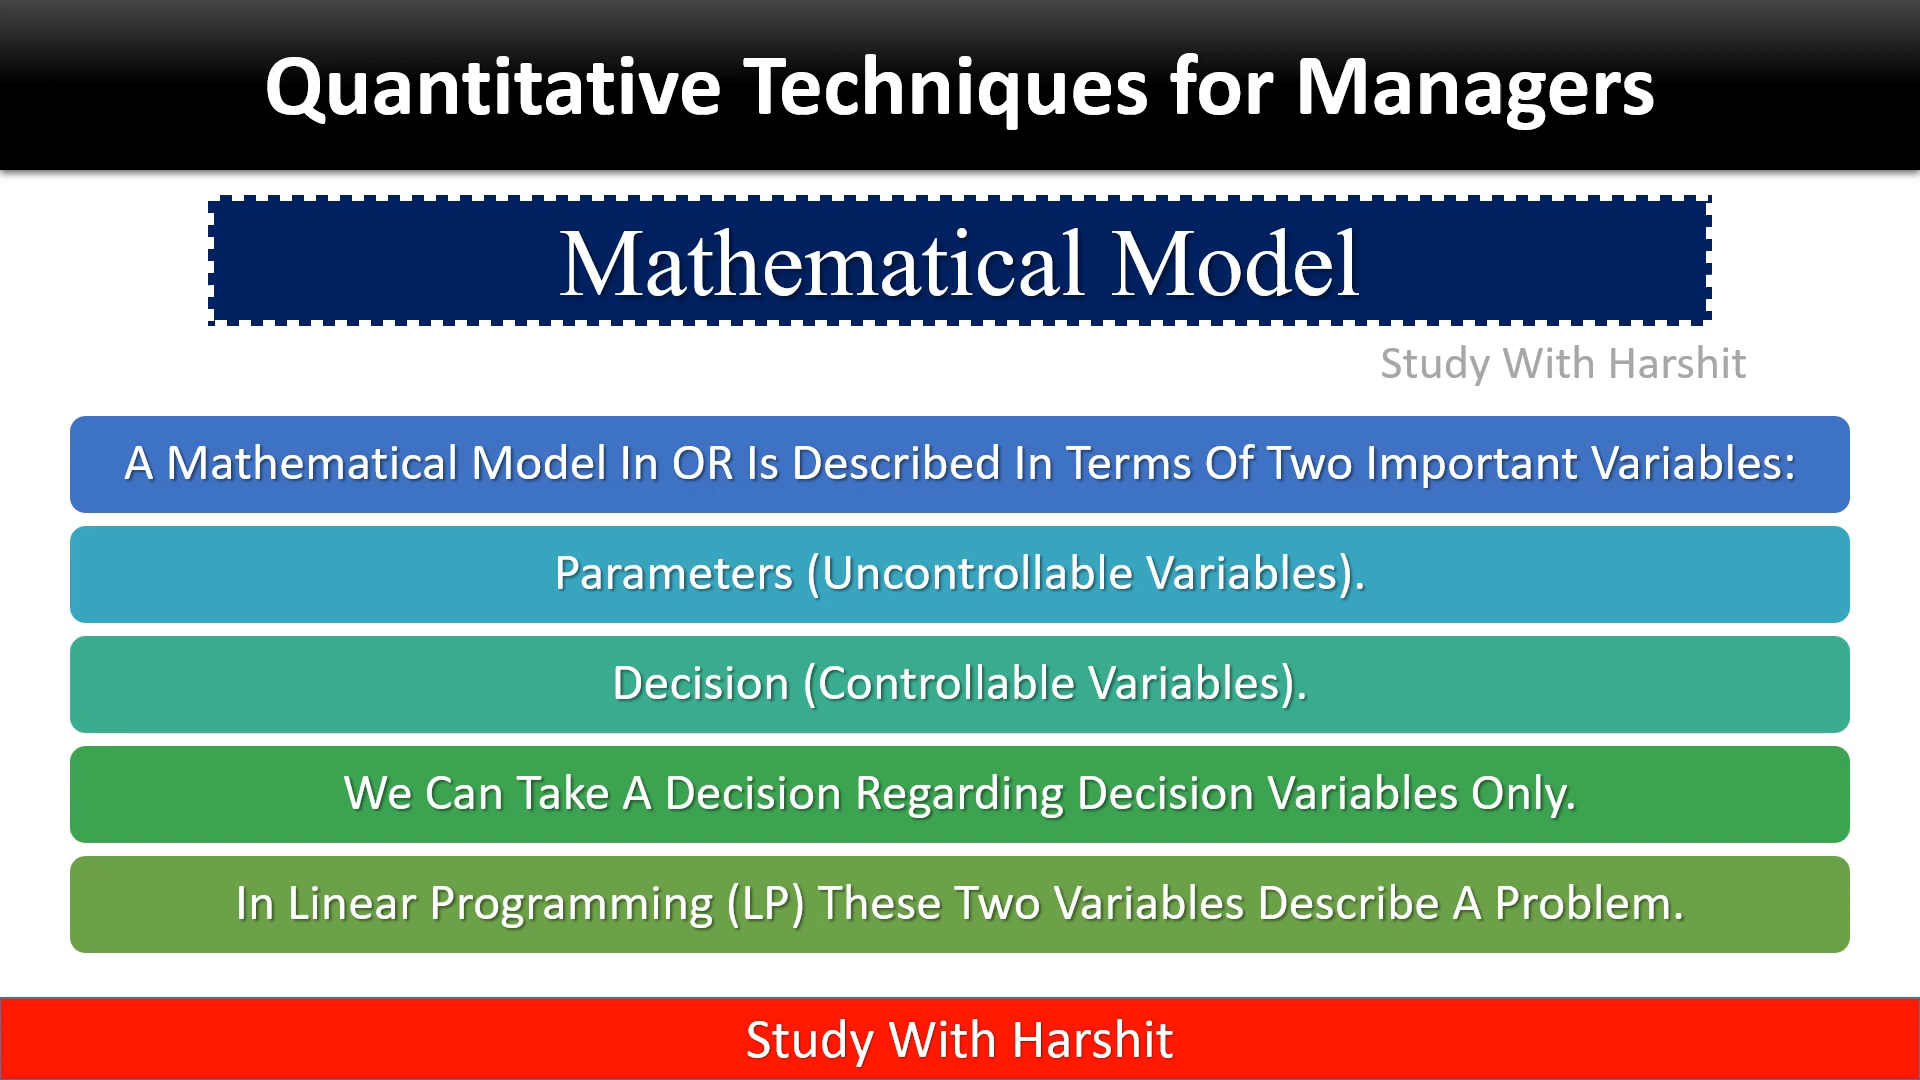 Quantitative Techniques for Managers
Mathematical Model
Study With Harshit
A Mathematical Model In OR Is Described In Terms Of Two Important Variables:
Parameters (Uncontrollable Variables).
Decision (Controllable Variables).
We Can Take A Decision Regarding Decision Variables Only.
In Linear Programming (LP) These Two Variables Describe A Problem.
Study With Harshit